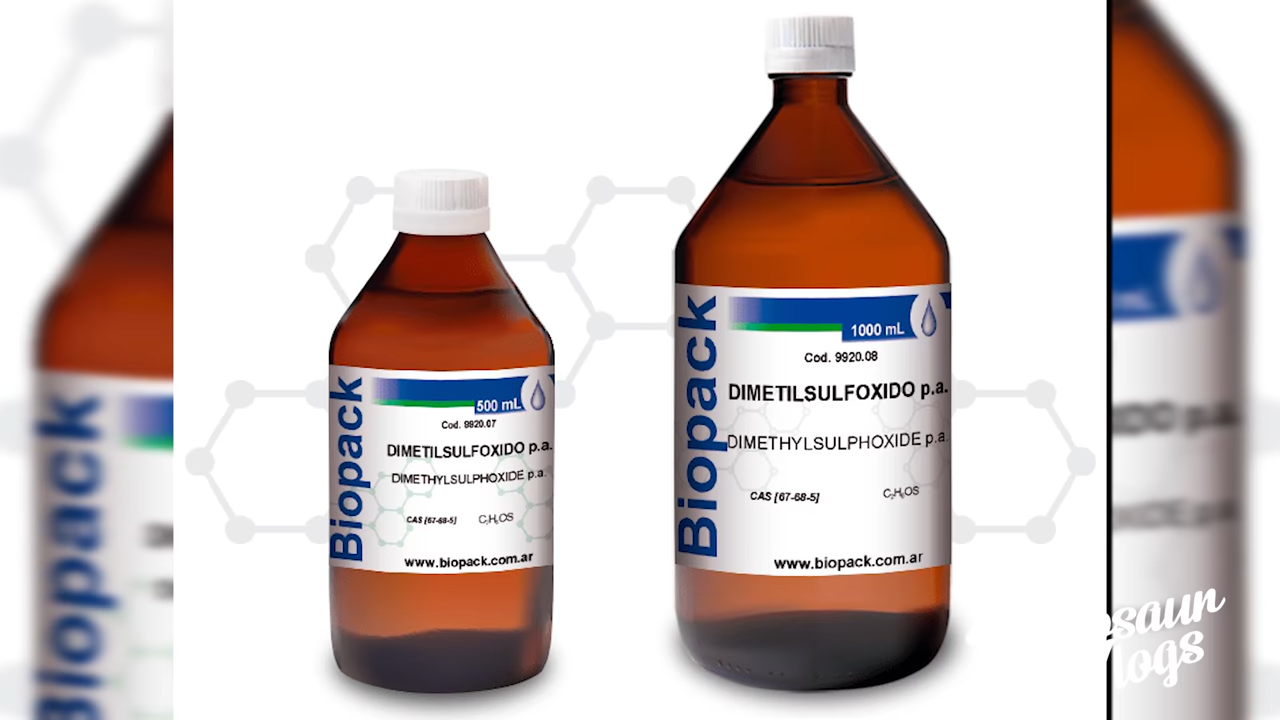 Biopack
500 mL
Cod. 9920.07
DIMETILSULFOXIDO p.a.
DIMETHYLSULPHOXIDE p.a.
CAS [67-68-5] C₂H₆OS
www.biopack.com.ar
Biopack
1000 mL
Cod. 9920.08
DIMETILSULFOXIDO p.a.
DIMETHYLSULPHOXIDE p.a.
CAS [67-68-5] C₂H₆OS
www.biopack.com.ar
Biopack